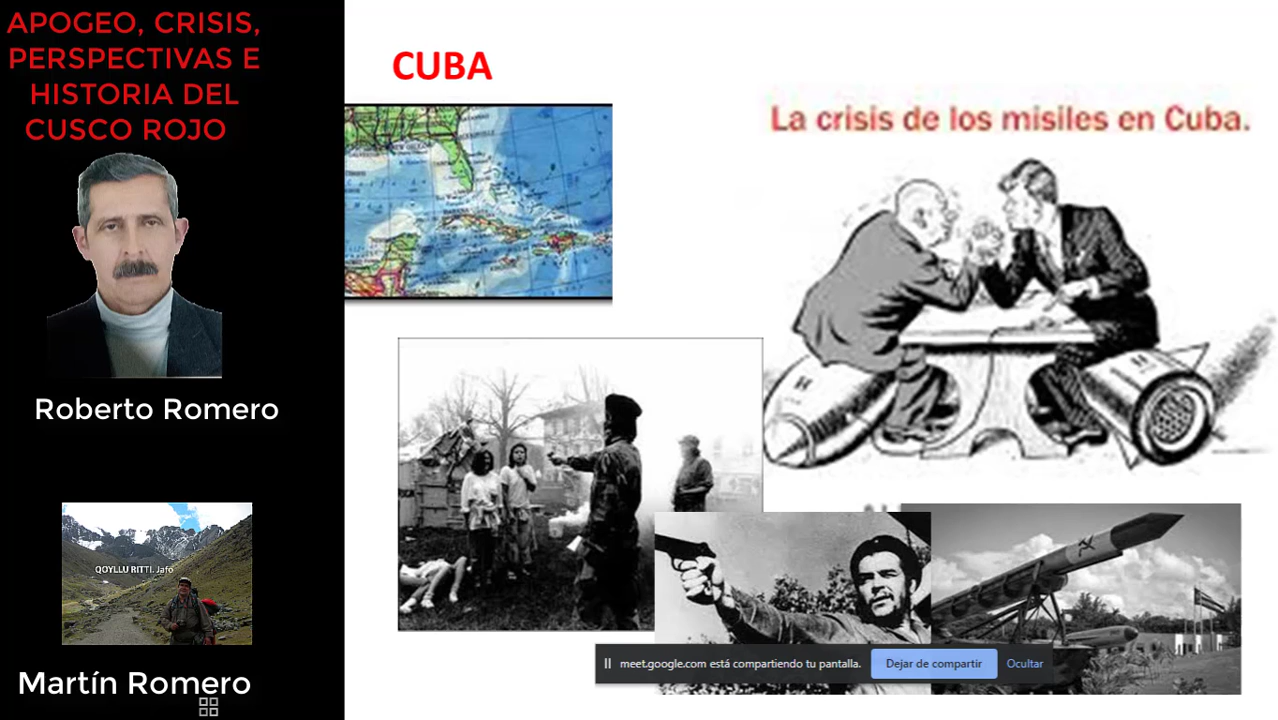 APOGEO, CRISIS,
PERSPECTIVAS E
HISTORIA DEL
CUSCO ROJO
Roberto Romero
QOYLLU RITTI. Jafo
Martín Romero
CUBA
La crisis de los misiles en Cuba.
meet.google.com está compartiendo tu pantalla.
Dejar de compartir
Ocultar